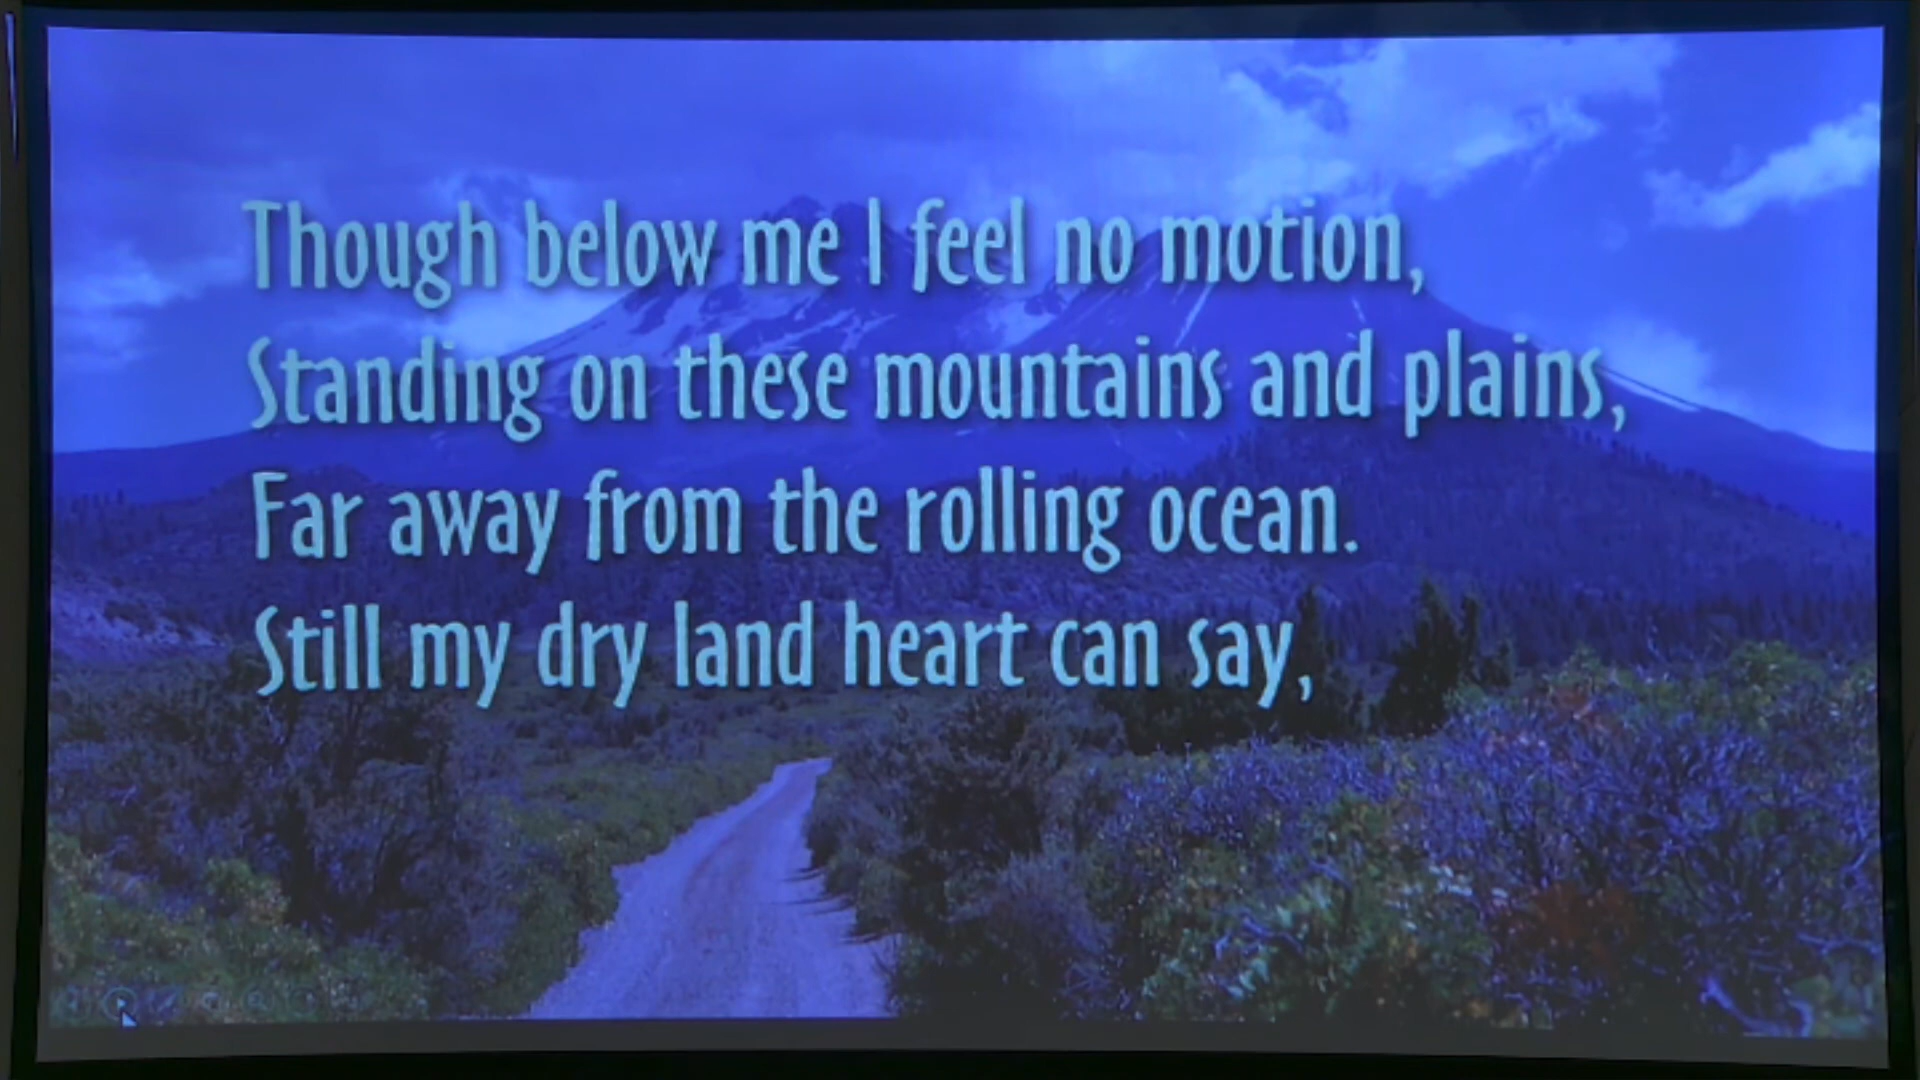 Though below me I feel no motion,
Standing on these mountains and plains,
Far away from the rolling ocean.
Still my dry land heart can say,